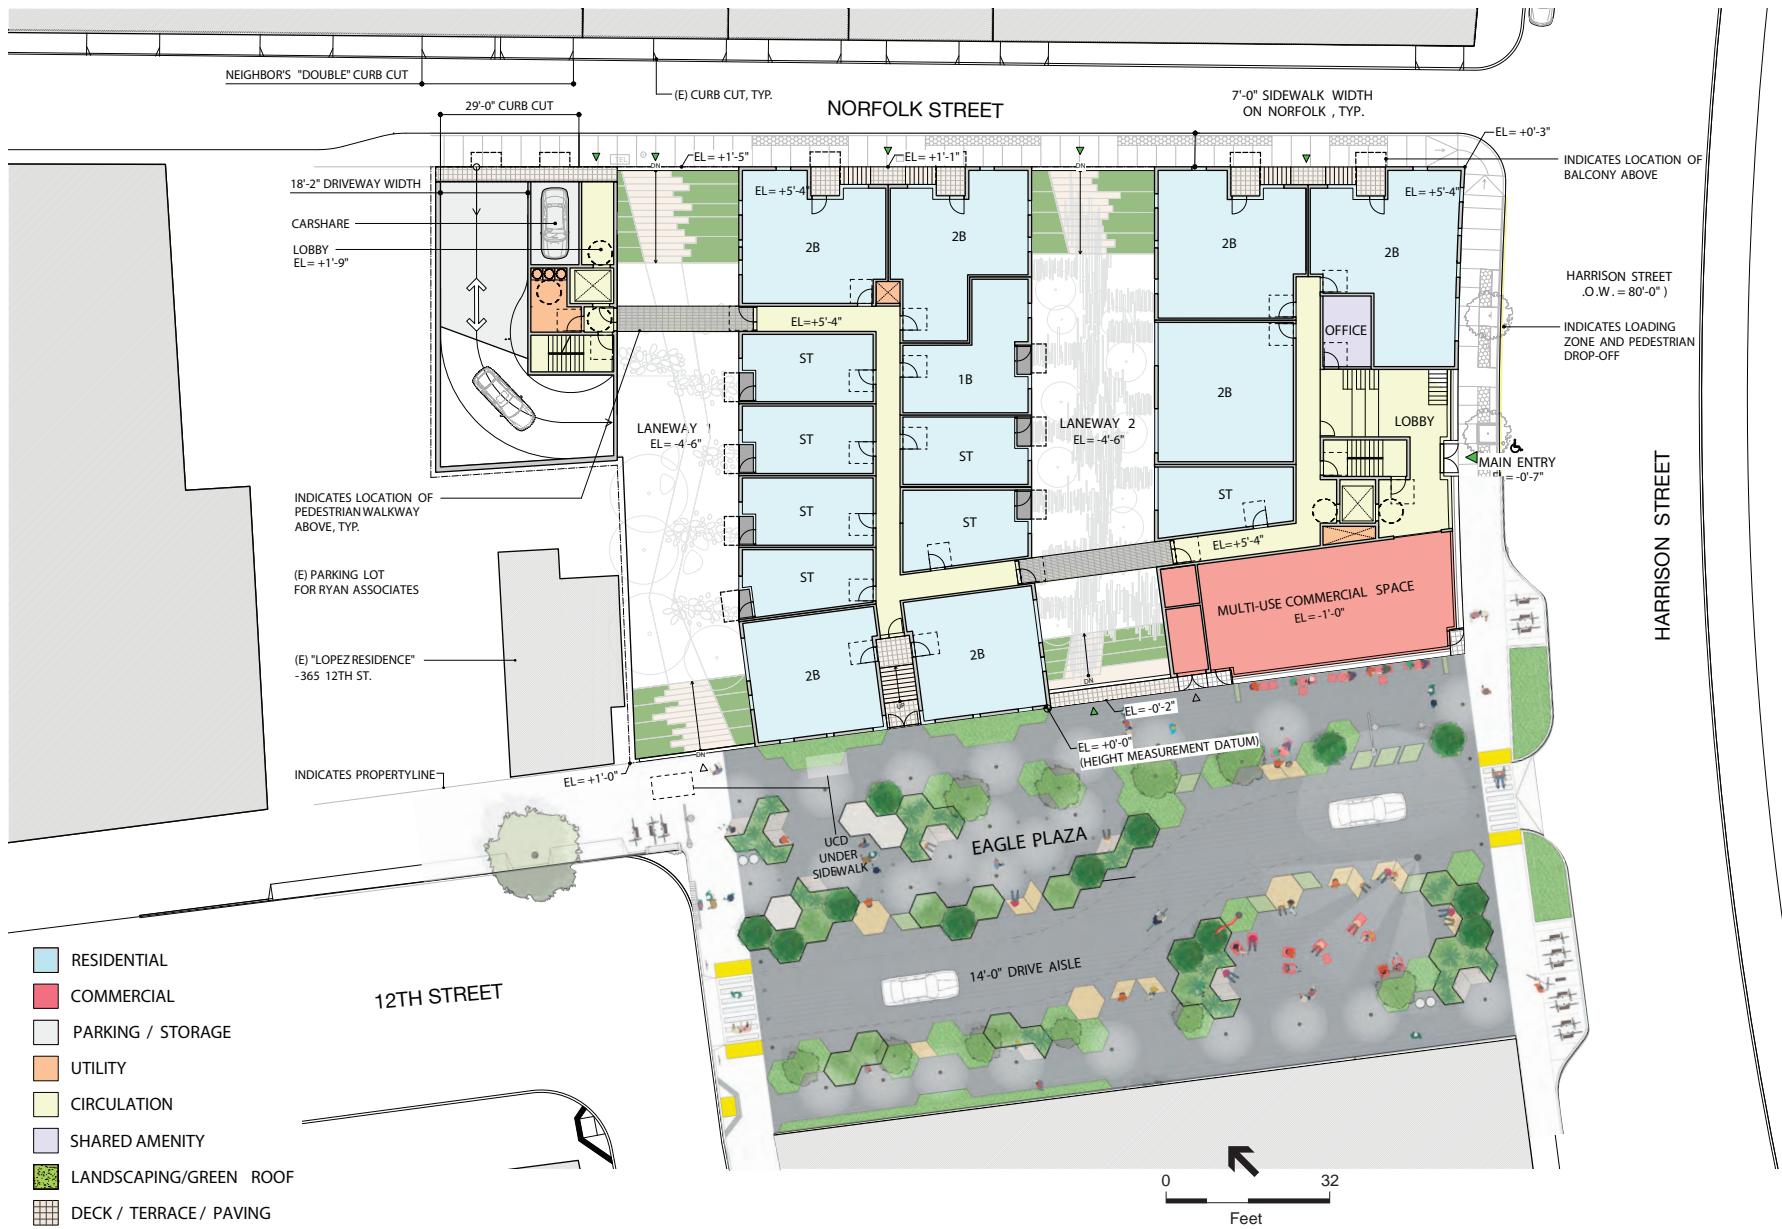 NEIGHBOR'S "DOUBLE" CURB CUT
(E) CURB CUT, TYP.
29'-0" CURB CUT
NORFOLK STREET
7'-0" SIDEWALK WIDTH
ON NORFOLK , TYP.
EL= +0'-3"
EL= +1'-5"
EL= +1'-1"
TEL
DN
DN
INDICATES LOCATION OF
BALCONY ABOVE
18'-2" DRIVEWAY WIDTH
EL= +5'-4"
EL= +5'-4"
CARSHARE
LOBBY
EL= +1'-9"
2B
2B
2B
2B
HARRISON STREET
.O.W. = 80'-0" )
EL=+5'-4"
OFFICE
INDICATES LOADING
ZONE AND PEDESTRIAN
DROP-OFF
ST
1B
2B
LANEWAY
EL= -4'-6"
LANEWAY 2
EL= -4'-6"
LOBBY
ST
ST
MAIN ENTRY
= -0'-7"
INDICATES LOCATION OF
PEDESTRIAN WALKWAY
ABOVE, TYP.
ST
ST
ST
EL=+5'-4"
HARRISON STREET
(E) PARKING LOT
FOR RYAN ASSOCIATES
ST
MULTI-USE COMMERCIAL SPACE
EL= -1'-0"
(E) "LOPEZ RESIDENCE"
-365 12TH ST.
2B
2B
DN
UP
EL= -0'-2"
EL= +0'-0"
(HEIGHT MEASUREMENT DATUM)
DN
INDICATES PROPERTYLINE
EL= +1'-0"
UCD
UNDER
SIDEWALK
EAGLE PLAZA
14'-0" DRIVE AISLE
12TH STREET
RESIDENTIAL
COMMERCIAL
PARKING / STORAGE
UTILITY
CIRCULATION
SHARED AMENITY
LANDSCAPING/GREEN ROOF
DECK / TERRACE / PAVING
0 32
Feet